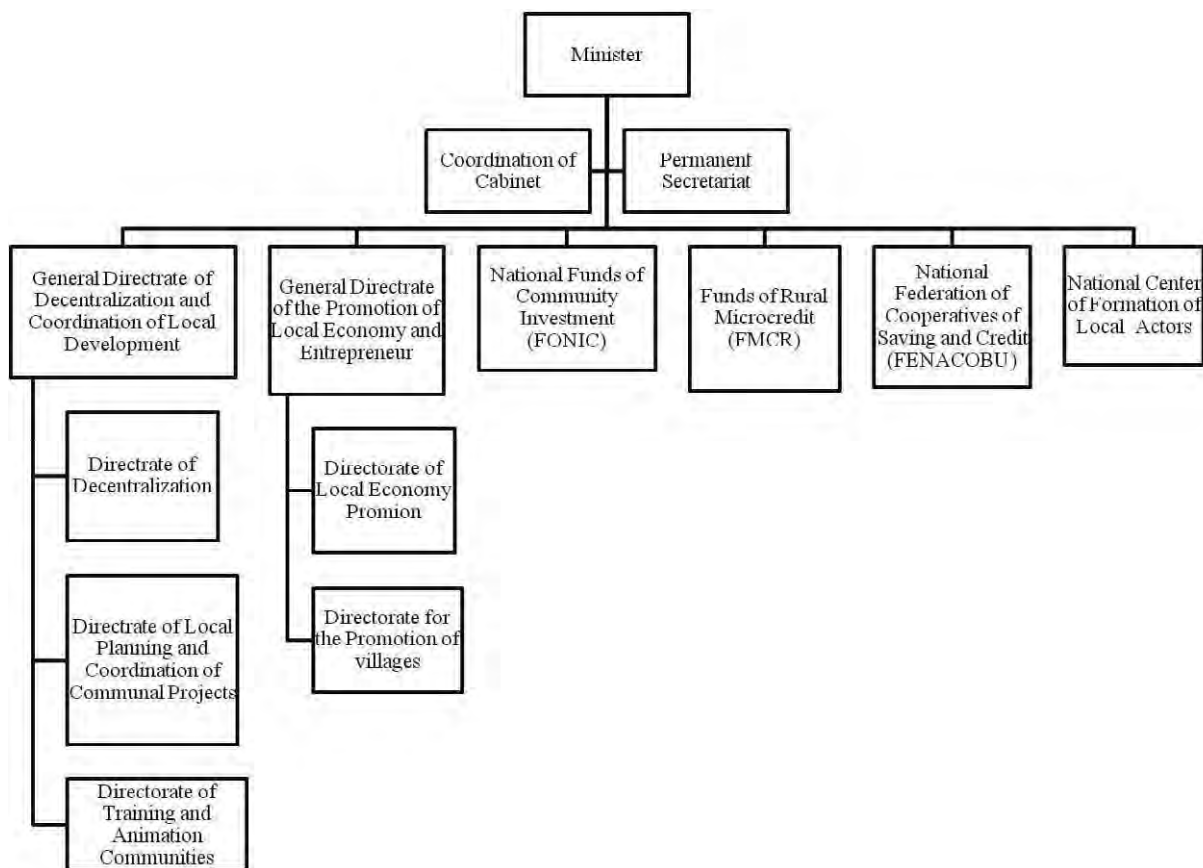 Minister
Coordination of
Cabinet
Permanent
Secretariat
General Directrate of
Decentralization and
Coordination of Local
Development
General Directrate
of the Promotion of
Local Economy and
Entrepreneur
National Funds of
Community
Investment
(FONIC)
Funds of Rural
Microcredit
(FMCR)
National
Federation of
Cooperatives of
Saving and Credit
(FENACOBU)
National Center
of Formation of
Local Actors
Directrate of
Decentralization
Directrate of Local
Planning and
Coordination of
Communal Projects
Directorate of
Training and
Animation
Communities
Directorate of
Local Economy
Promion
Directorate for
the Promotion of
villages